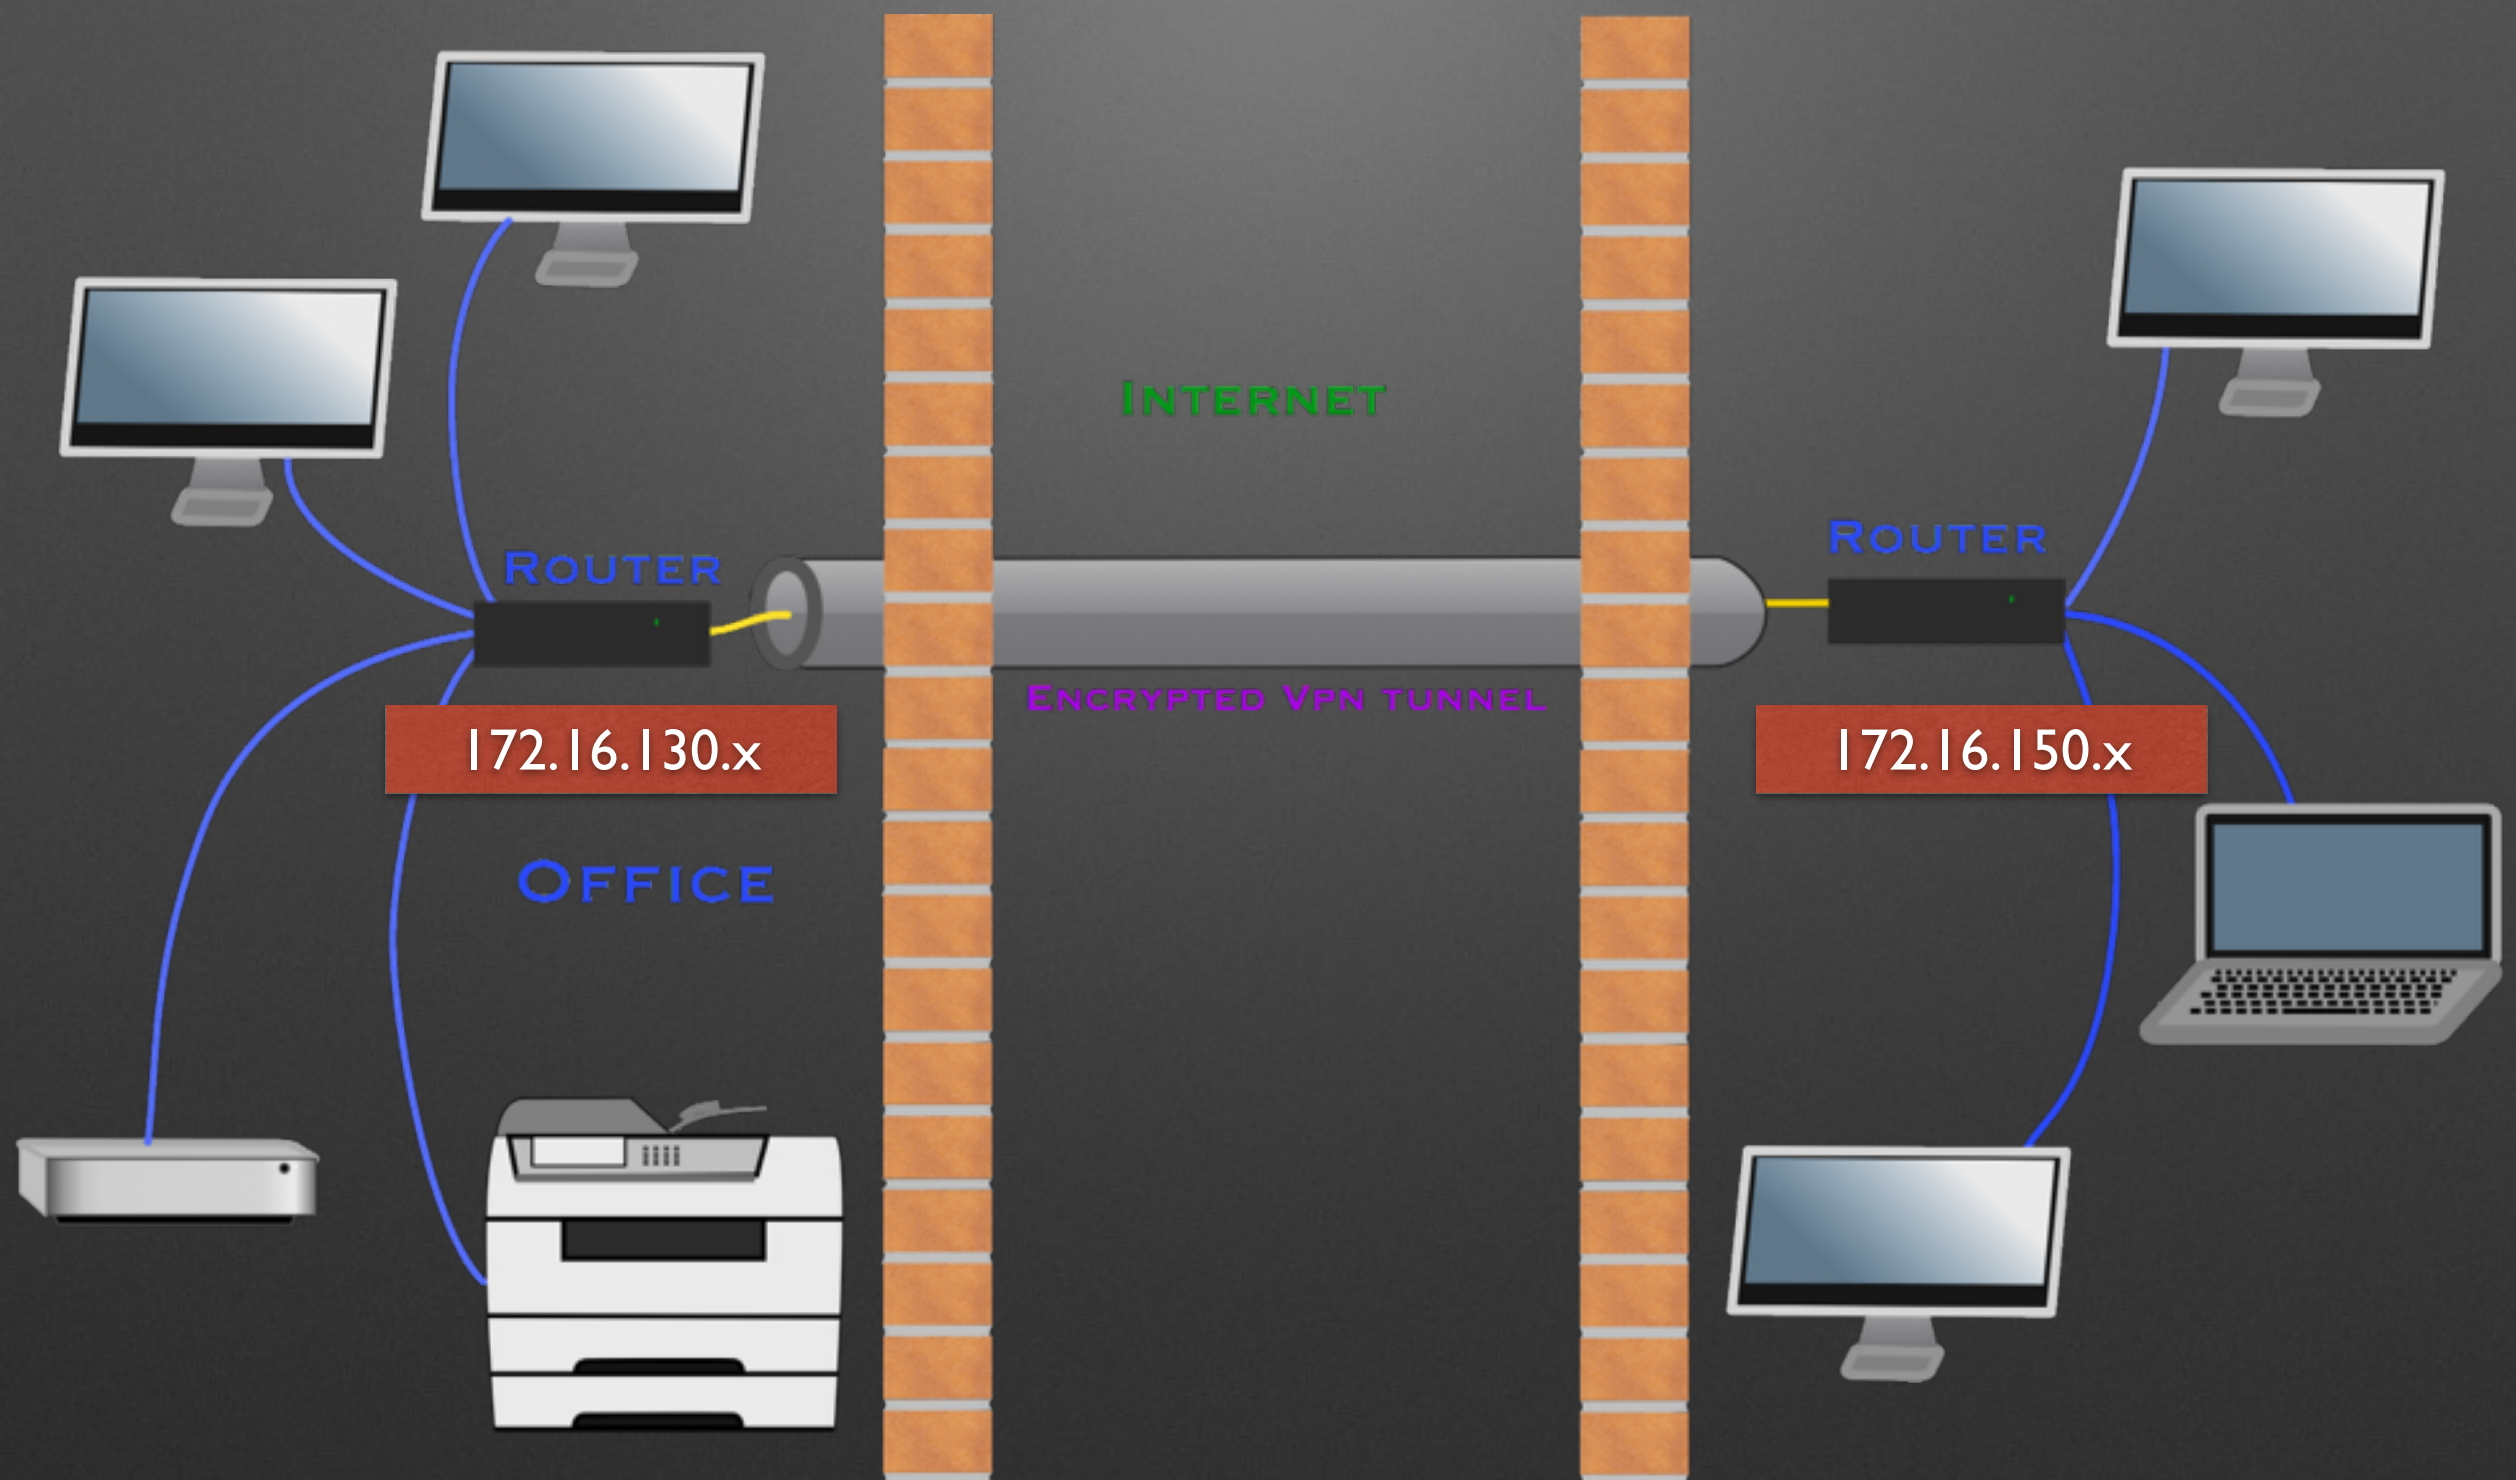 Internet
Router
Router
Encrypted Vpn tunnel
172.16.130.x
172.16.150.x
Office